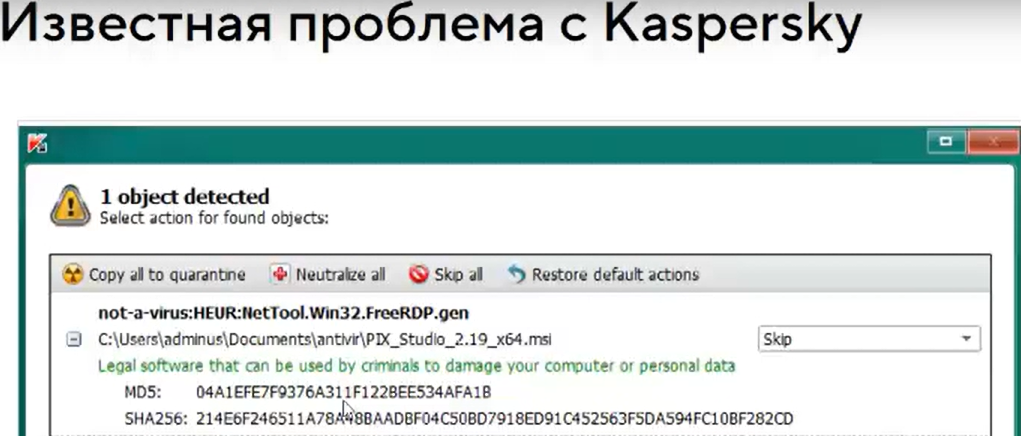 Известная проблема с Kaspersky
1 object detected
Select action for found objects:
Copy all to quarantine Neutralize all Skip all Restore default actions
not-a-virus:HEUR:NetTool.Win32.FreeRDP.gen
C:\Users\adminus\Documents\antivir\PIX_Studio_2.19_x64.msi Skip
Legal software that can be used by criminals to damage your computer or personal data
MD5: 04A1EFE7F9376A311F122BEE534AFA1B
SHA256: 214E6F246511A78A48BAADBF04C50BD7918ED91C452563F5DA594FC10BF282CD